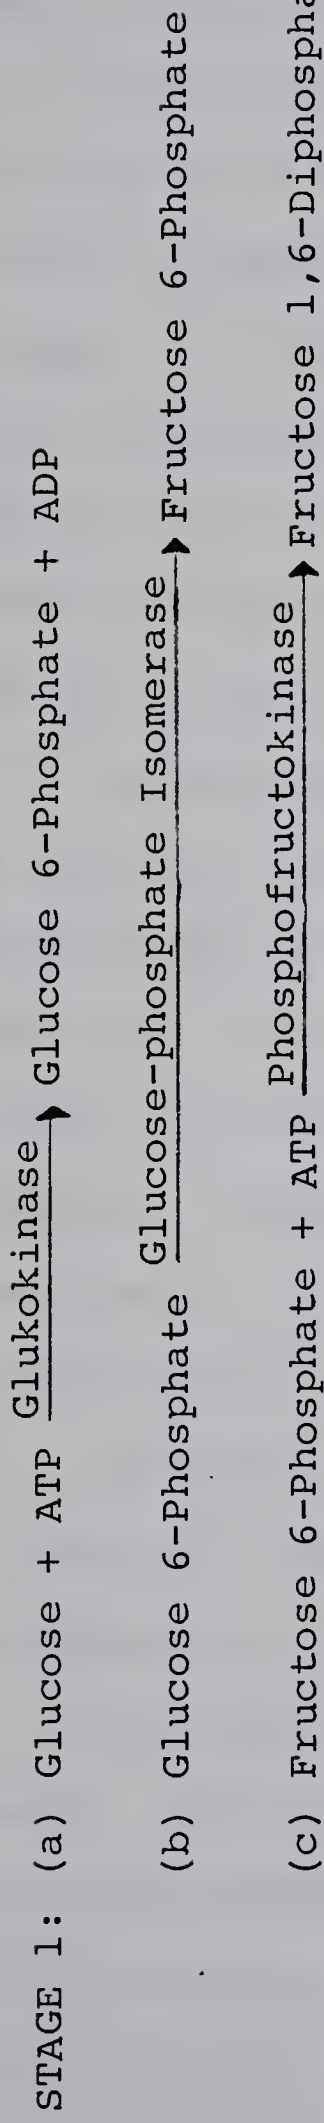 STAGE 1: (a) Glucose + ATP Glukokinase Glucose 6-Phosphate + ADP
(b) Glucose 6-Phosphate Glucose-phosphate Isomerase Fructose 6-Phosphate
(c) Fructose 6-Phosphate + ATP Phosphofructokinase Fructose 1,6-Diphospha